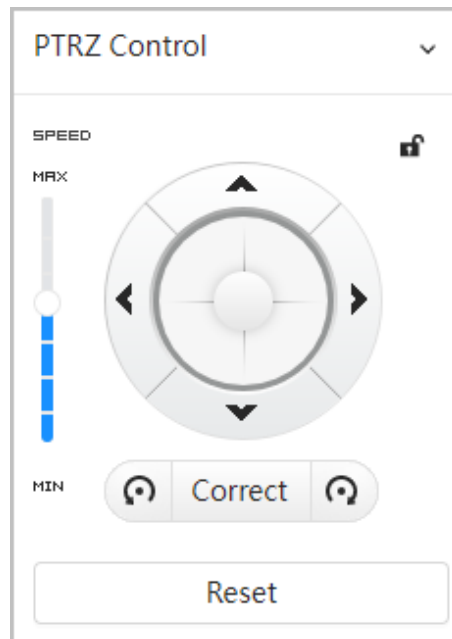 PTRZ Control
SPEED
MAX
MIN
Correct
Reset